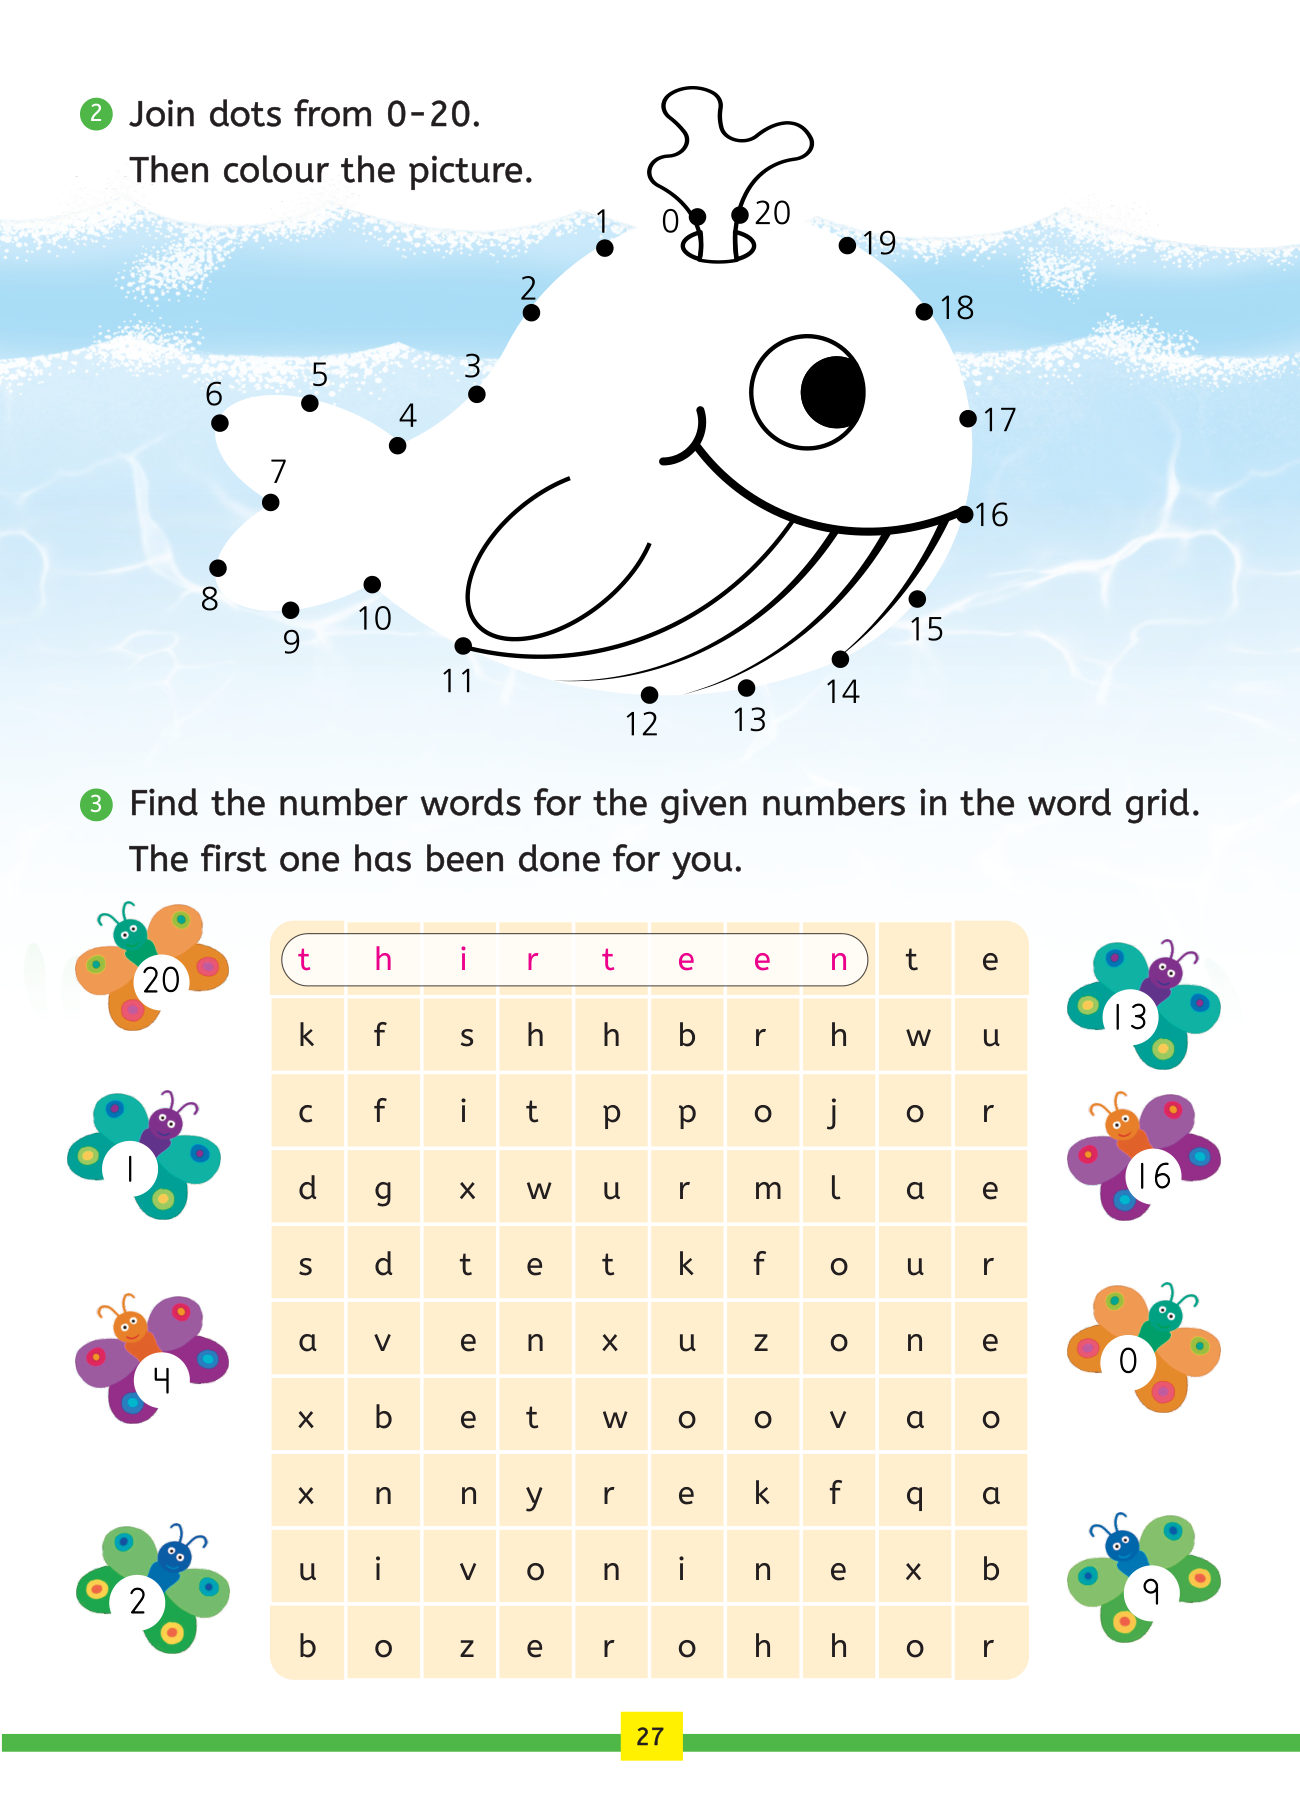 2 Join dots from 0-20.
Then colour the picture.
0
20
1
19
2
18
3
5
6
4
17
7
16
8
10
9
15
11
14
12
13
3 Find the number words for the given numbers in the word grid.
The first one has been done for you.
20
13
1
16
4
0
2
9
t h i r t e e n t e
k f s h h b r h w u
c f i t p p o j o r
d g x w u r m l a e
s d t e t k f o u r
a v e n x u z o n e
x b e t w o o v a o
x n n y r e k f q a
u i v o n i n e x b
b o z e r o h h o r
27